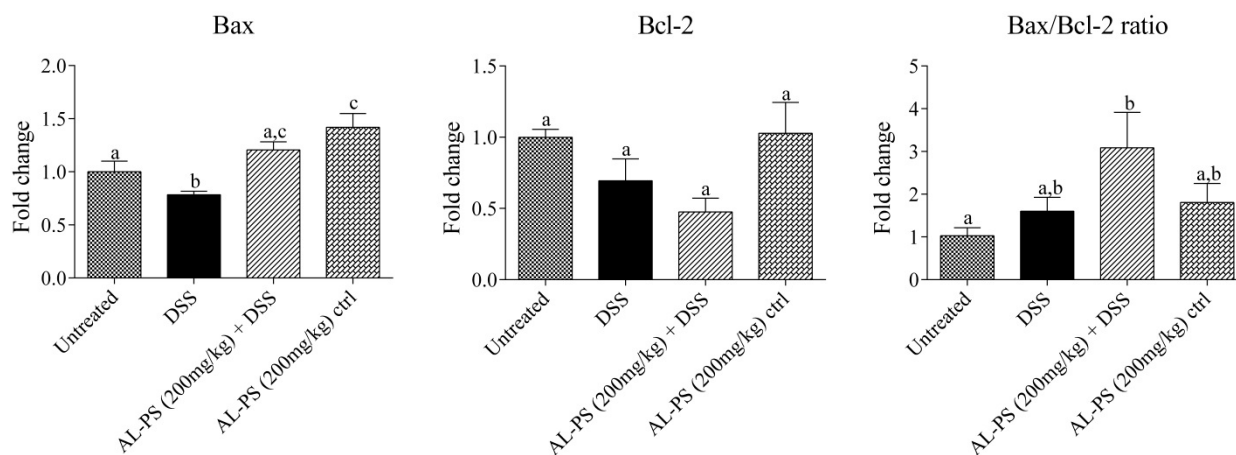 Bax
Fold change
2.0
1.5
1.0
0.5
0.0
a
b
a,c
c
Untreated
DSS
AL-PS (200mg/kg) + DSS
AL-PS (200mg/kg) ctrl
Bcl-2
Fold change
1.5
1.0
0.5
0.0
a
a
a
a
Untreated
DSS
AL-PS (200mg/kg) + DSS
AL-PS (200mg/kg) ctrl
Bax/Bcl-2 ratio
Fold change
5
4
3
2
1
0
a
a,b
b
a,b
Untreated
DSS
AL-PS (200mg/kg) + DSS
AL-PS (200mg/kg) ctrl